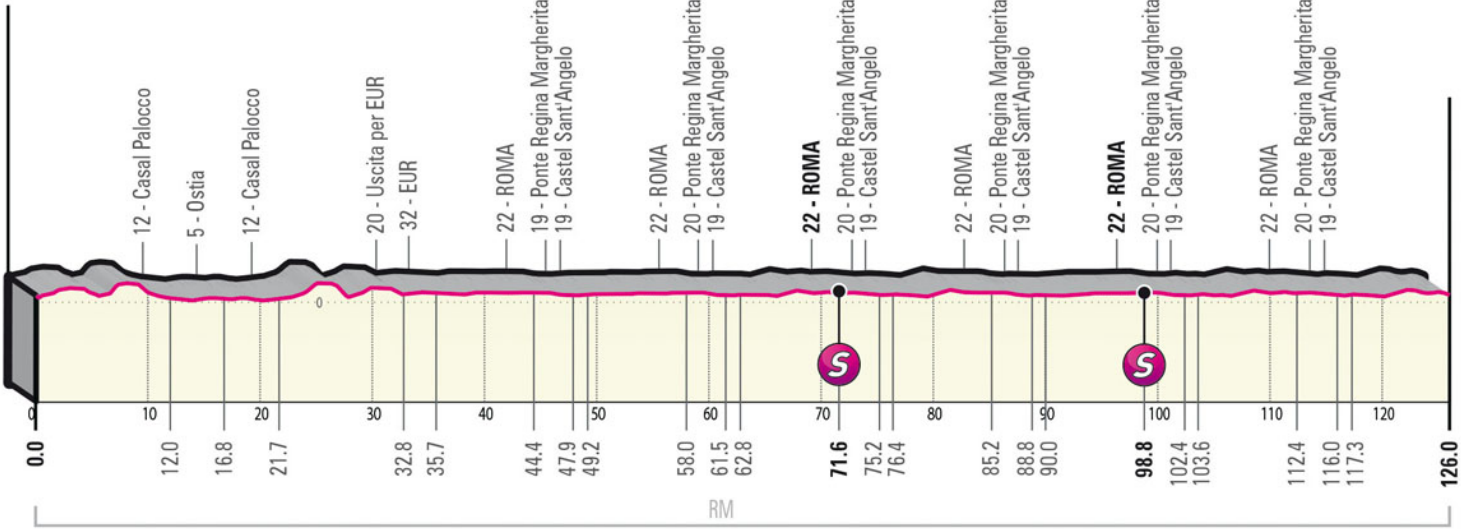 12 - Casal Palocco
5 - Ostia
12 - Casal Palocco
20 - Uscita per EUR
32 - EUR
22 - ROMA
19 - Ponte Regina Margherita
19 - Castel Sant'Angelo
22 - ROMA
20 - Ponte Regina Margherita
19 - Castel Sant'Angelo
22 - ROMA
20 - Ponte Regina Margherita
19 - Castel Sant'Angelo
22 - ROMA
20 - Ponte Regina Margherita
19 - Castel Sant'Angelo
22 - ROMA
20 - Ponte Regina Margherita
19 - Castel Sant'Angelo
22 - ROMA
20 - Ponte Regina Margherita
19 - Castel Sant'Angelo
0
S
S
0
10
20
30
40
50
60
70
80
90
100
110
120
0.0
12.0
16.8
21.7
32.8
35.7
44.4
47.9
49.2
58.0
61.5
62.8
71.6
75.2
76.4
85.2
88.8
90.0
98.8
102.4
103.6
112.4
116.0
117.3
126.0
RM